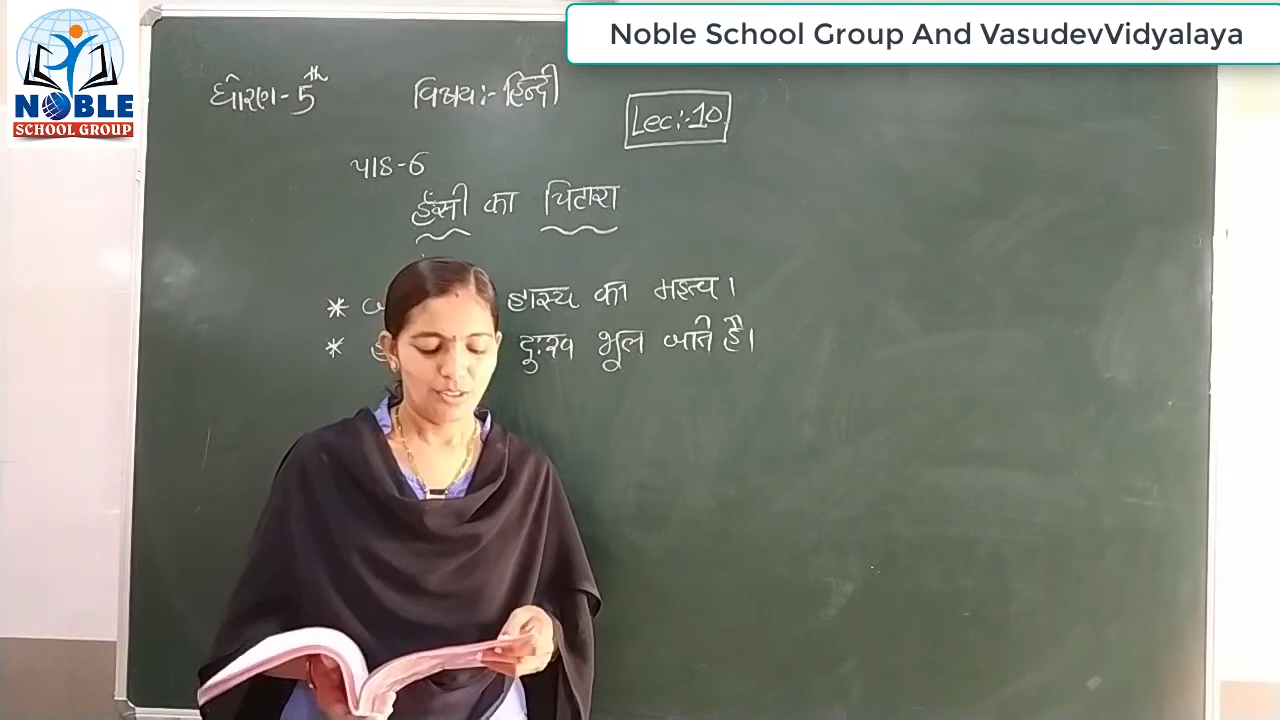 Noble School Group And VasudevVidyalaya
NOBLE
SCHOOL GROUP
ધોરણ-5th विषय:- हिन्दी
Lec:-10
પાઠ-6
हँसी का चितारा
* हास्य का महत्व।
* दुःख भूल जाते है।